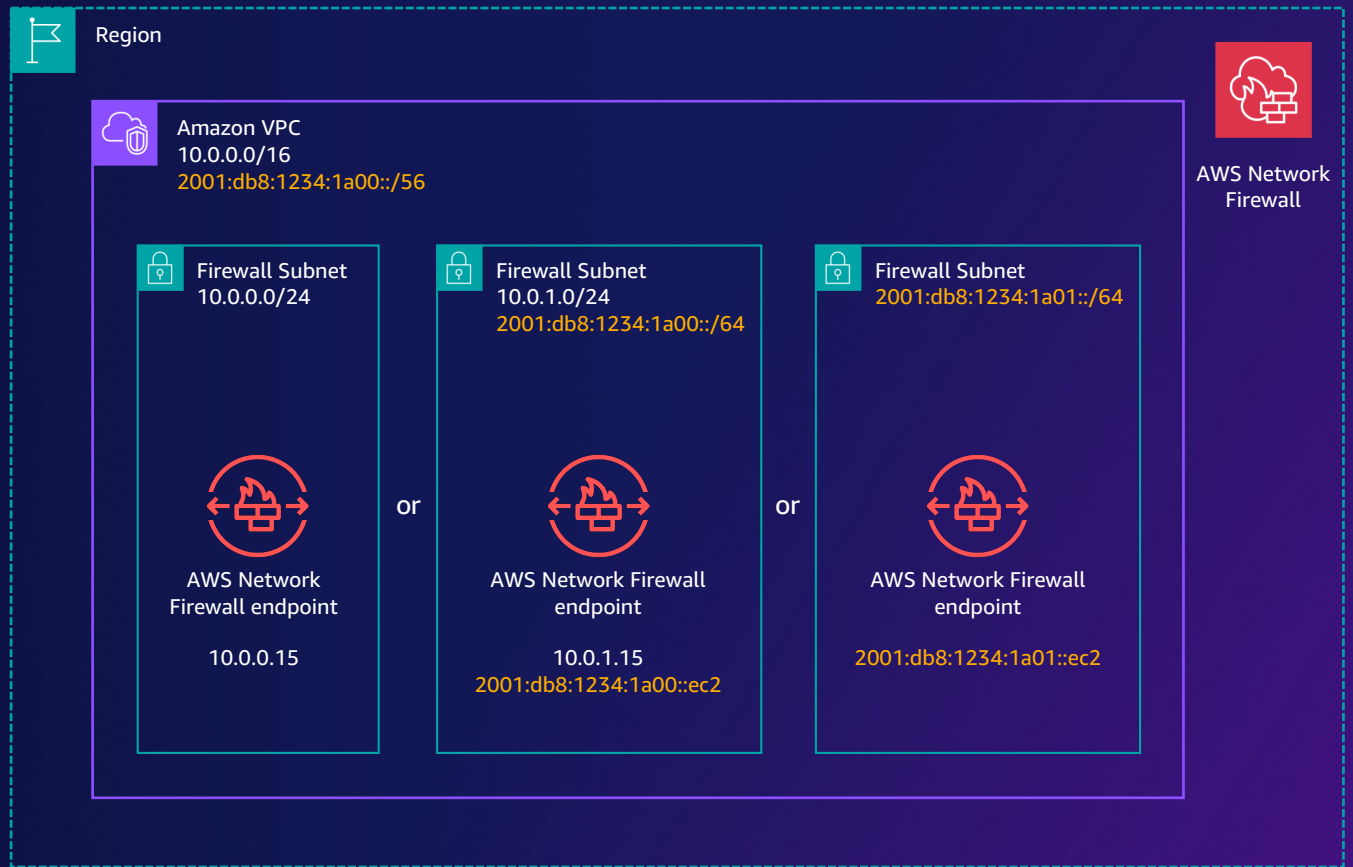 Region
AWS Network
Firewall
Amazon VPC
10.0.0.0/16
2001:db8:1234:1a00::/56
Firewall Subnet
10.0.0.0/24
AWS Network
Firewall endpoint
10.0.0.15
or
Firewall Subnet
10.0.1.0/24
2001:db8:1234:1a00::/64
AWS Network Firewall
endpoint
10.0.1.15
2001:db8:1234:1a00::ec2
or
Firewall Subnet
2001:db8:1234:1a01::/64
AWS Network Firewall
endpoint
2001:db8:1234:1a01::ec2